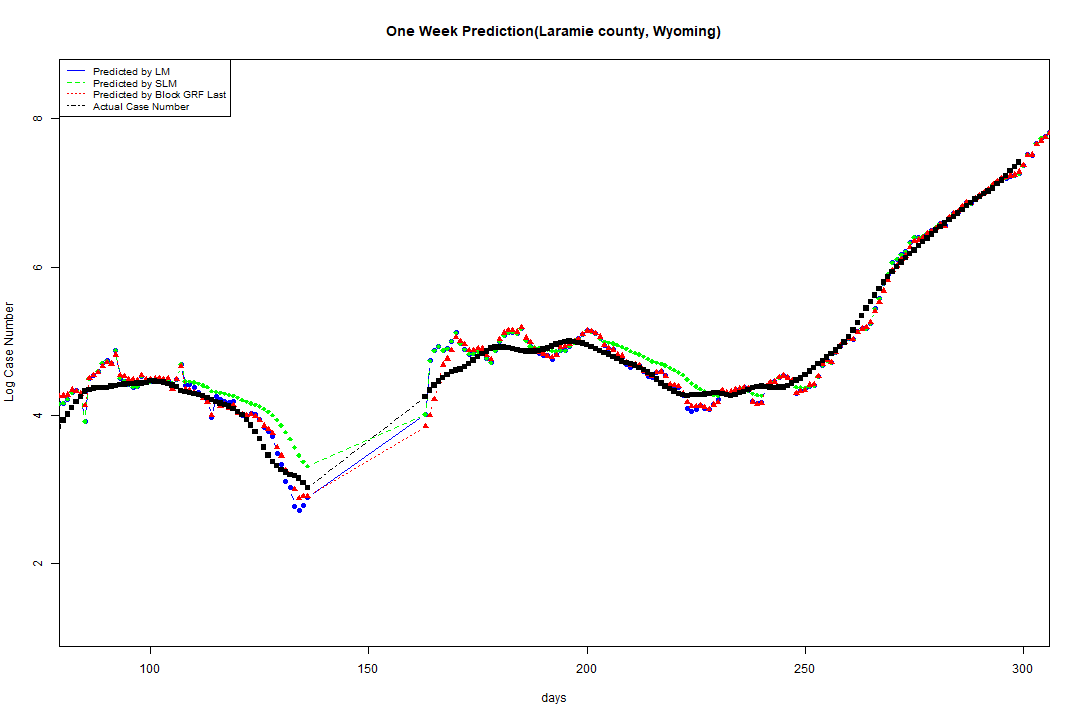 One Week Prediction(Laramie county, Wyoming)
Predicted by LM
Predicted by SLM
Predicted by Block GRF Last
Actual Case Number
8
6
4
2
Log Case Number
100 150 200 250 300
days